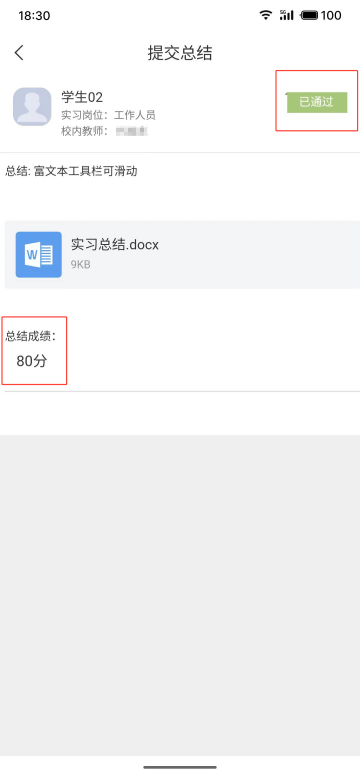 18:30
5G
100
提交总结
学生02
已通过
实习岗位：工作人员
校内教师：
总结: 富文本工具栏可滑动
W
实习总结.docx
9KB
总结成绩：
80分